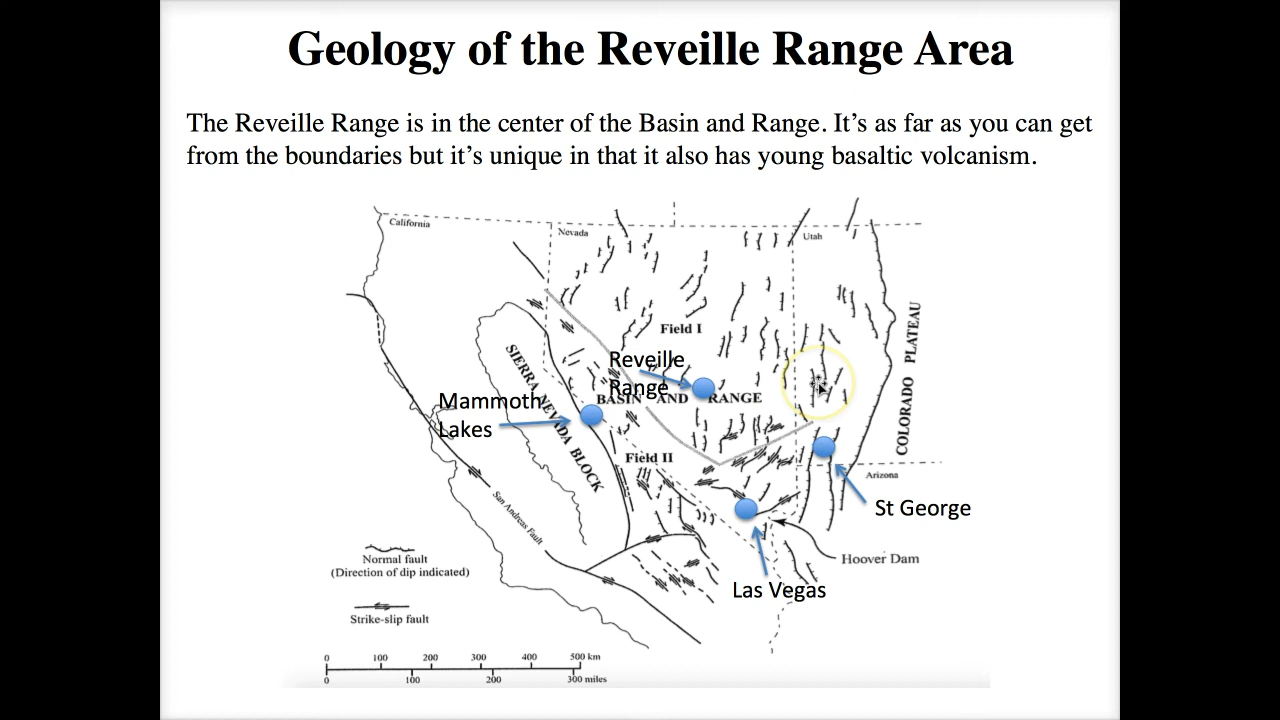 Geology of the Reveille Range Area
The Reveille Range is in the center of the Basin and Range. It’s as far as you can get
from the boundaries but it’s unique in that it also has young basaltic volcanism.
California
Nevada
Utah
Field I
COLORADO PLATEAU
Reveille
Range
SIERRA NEVADA BLOCK
BASIN AND RANGE
Mammoth
Lakes
Field II
Arizona
San Andreas Fault
St George
Hoover Dam
Normal fault
(Direction of dip indicated)
Las Vegas
Strike-slip fault
0 100 200 300 400 500 km
0 100 200 300 miles